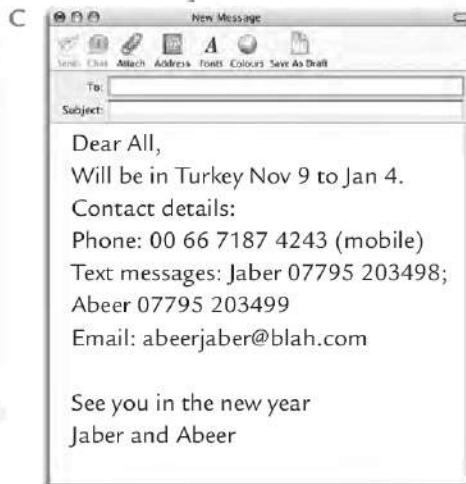 C
New Message
Send Chat Attach Address Fonts Colours Save As Draft
To:
Subject:
Dear All,
Will be in Turkey Nov 9 to Jan 4.
Contact details:
Phone: 00 66 7187 4243 (mobile)
Text messages: Jaber 07795 203498;
Abeer 07795 203499
Email: abeerjaber@blah.com
See you in the new year
Jaber and Abeer